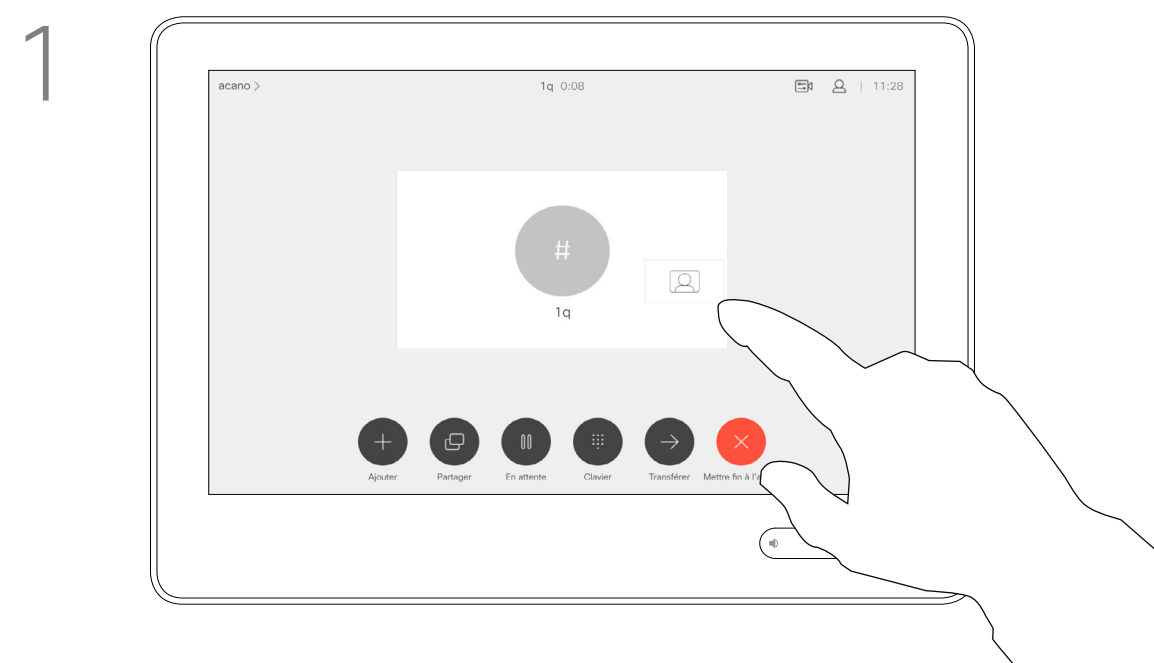 1
acano >
1q 0:08
11:28
#
1q
Ajouter
Partager
En attente
Clavier
Transférer
Mettre fin à l'a